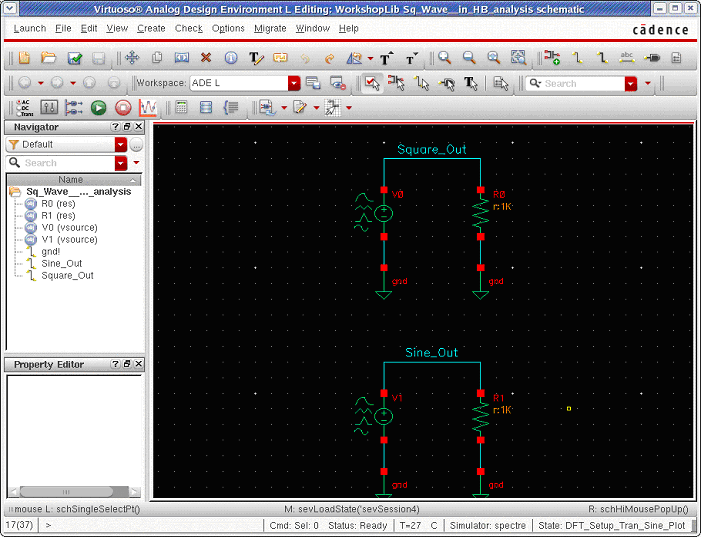 Virtuoso® Analog Design Environment L Editing: WorkshopLib Sq_Wave__in_HB_analysis schematic
Launch File Edit View Create Check Options Migrate Window Help
cādence
Workspace: ADE L
Search
AC
DC
Trans
Navigator
Default
Search
Name
Sq_Wave__..._analysis
R0 (res)
R1 (res)
V0 (vsource)
V1 (vsource)
gnd!
Sine_Out
Square_Out
Property Editor
Square_Out
V0
R0
r:1K
gnd
gnd
Sine_Out
V1
R1
r:1K
gnd
gnd
mouse L: schSingleSelectPt()
M: sevLoadState('sevSession4)
R: schHiMousePopUp()
17(37)
>
Cmd: Sel: 0
Status: Ready
T=27 C
Simulator: spectre
State: DFT_Setup_Tran_Sine_Plot